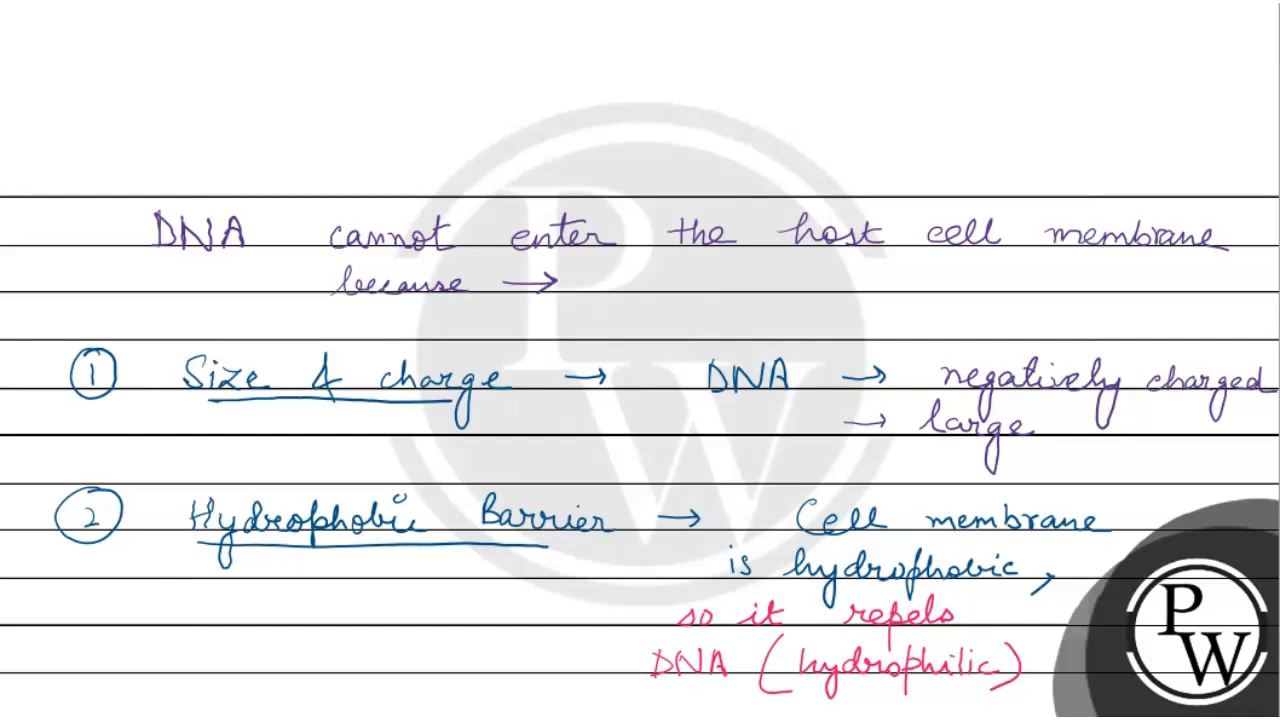 DNA cannot enter the host cell membrane
because →
① Size & charge → DNA → negatively charged
→ large
② Hydrophobic Barrier → Cell membrane
is hydrophobic,
so it repels
DNA (hydrophilic)
PW
PW